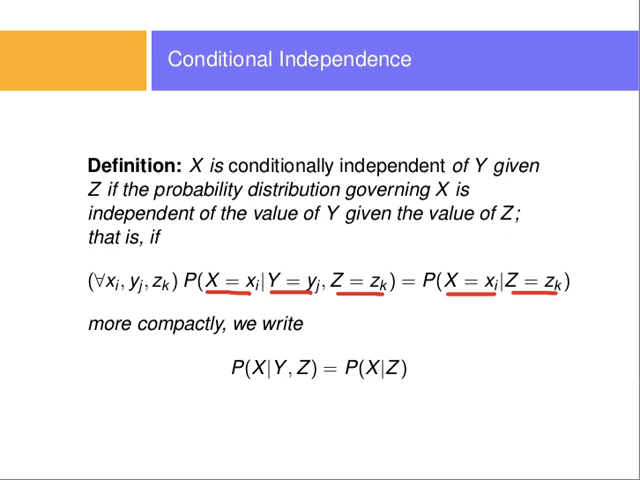 Conditional Independence
Definition: X is conditionally independent of Y given
Z if the probability distribution governing X is
independent of the value of Y given the value of Z;
that is, if
(∀xᵢ, yⱼ, zₖ) P(X = xᵢ|Y = yⱼ, Z = zₖ) = P(X = xᵢ|Z = zₖ)
more compactly, we write
P(X|Y, Z) = P(X|Z)